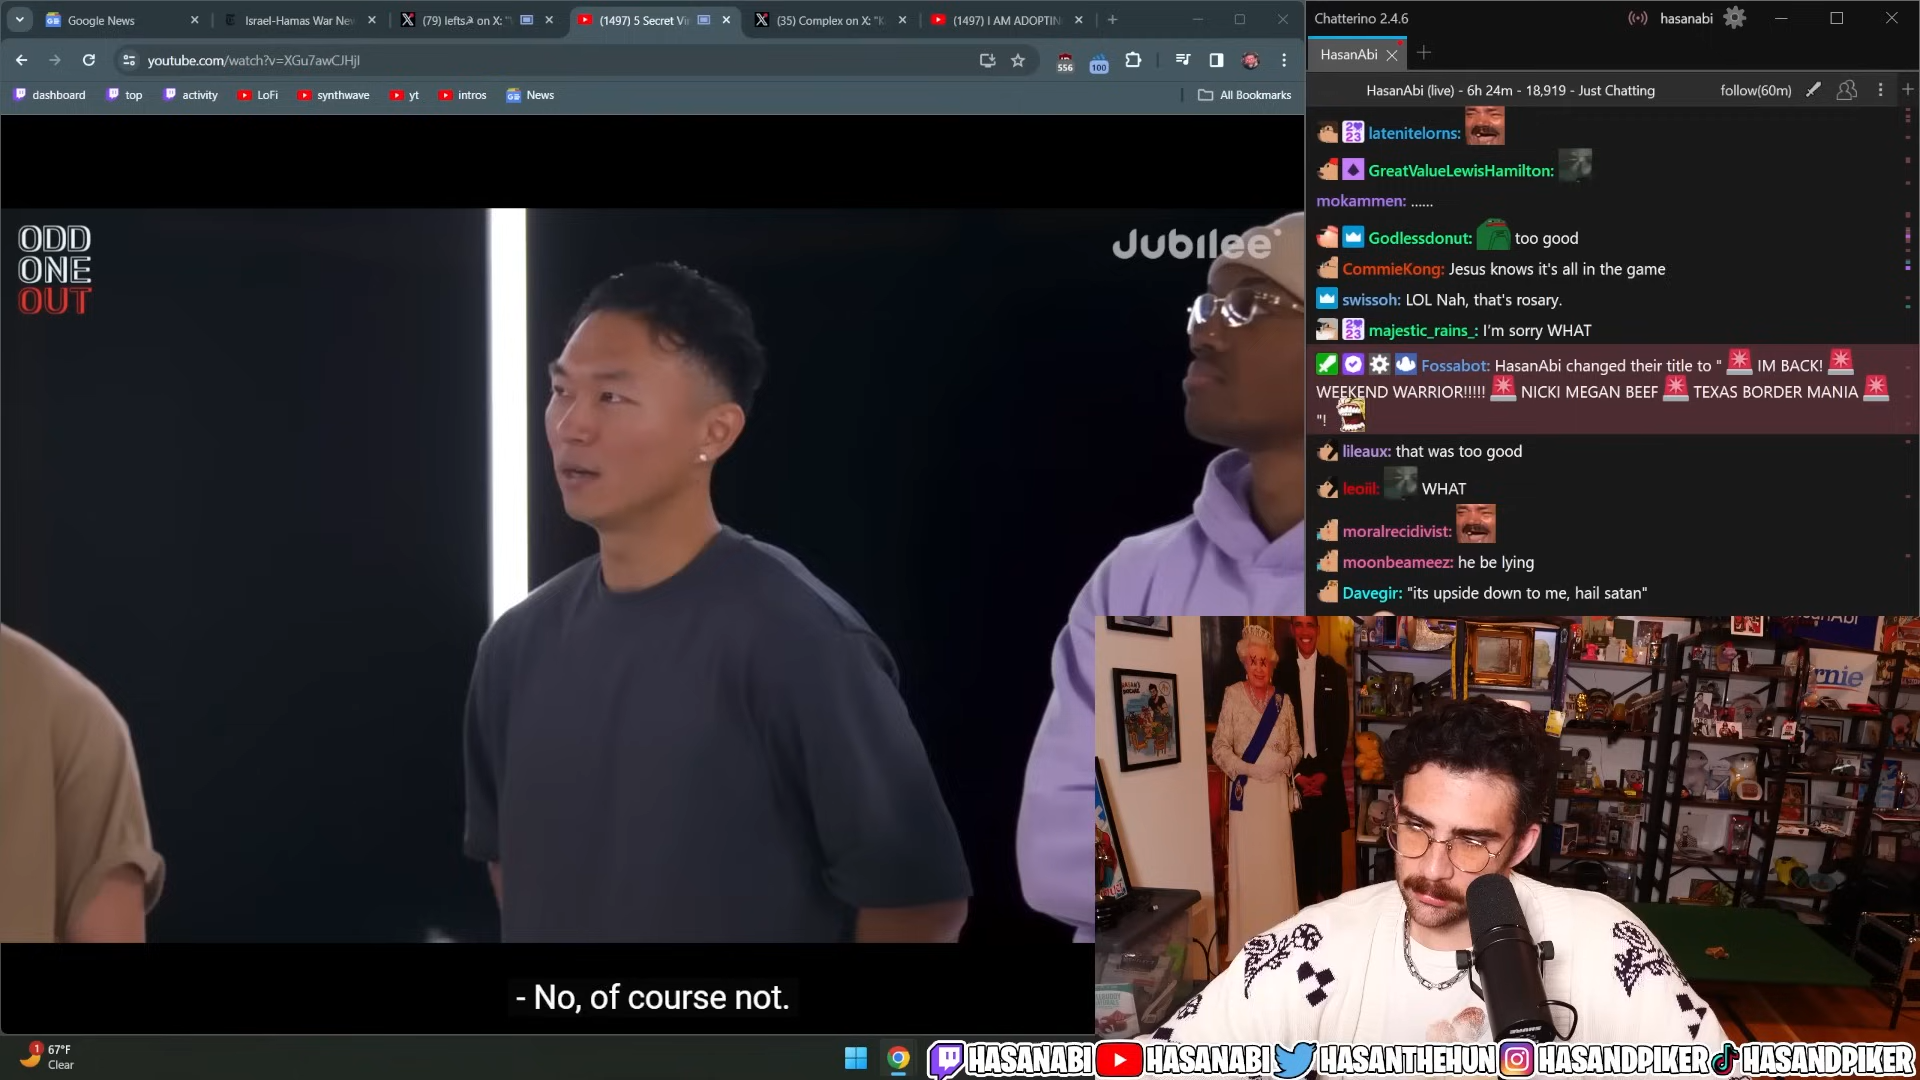 Google News
Israel-Hamas War Nev
(79) lefts on X: "
(1497) 5 Secret Vi
(35) Complex on X: "K
(1497) I AM ADOPTIN
youtube.com/watch?v=XGu7awCJHjI
556
100
dashboard
top
activity
LoFi
synthwave
yt
intros
News
All Bookmarks
ODD
ONE
OUT
Jubilee
- No, of course not.
Chatterino 2.4.6
hasanabi
HasanAbi
HasanAbi (live) - 6h 24m - 18,919 - Just Chatting
follow(60m)
latenitelorns:
GreatValueLewisHamilton:
mokammen: ......
Godlessdonut: too good
CommieKong: Jesus knows it's all in the game
swissoh: LOL Nah, that's rosary.
majestic_rains_: I'm sorry WHAT
Fossabot: HasanAbi changed their title to " IM BACK!
WEEKEND WARRIOR!!!!! NICKI MEGAN BEEF TEXAS BORDER MANIA
"!
lileaux: that was too good
leoiil: WHAT
moralrecidivist:
moonbeameez: he be lying
Davegir: "its upside down to me, hail satan"
1
67°F
Clear
HASANABI HASANABI HASANTHEHUN HASANDPIKER HASANDPIKER